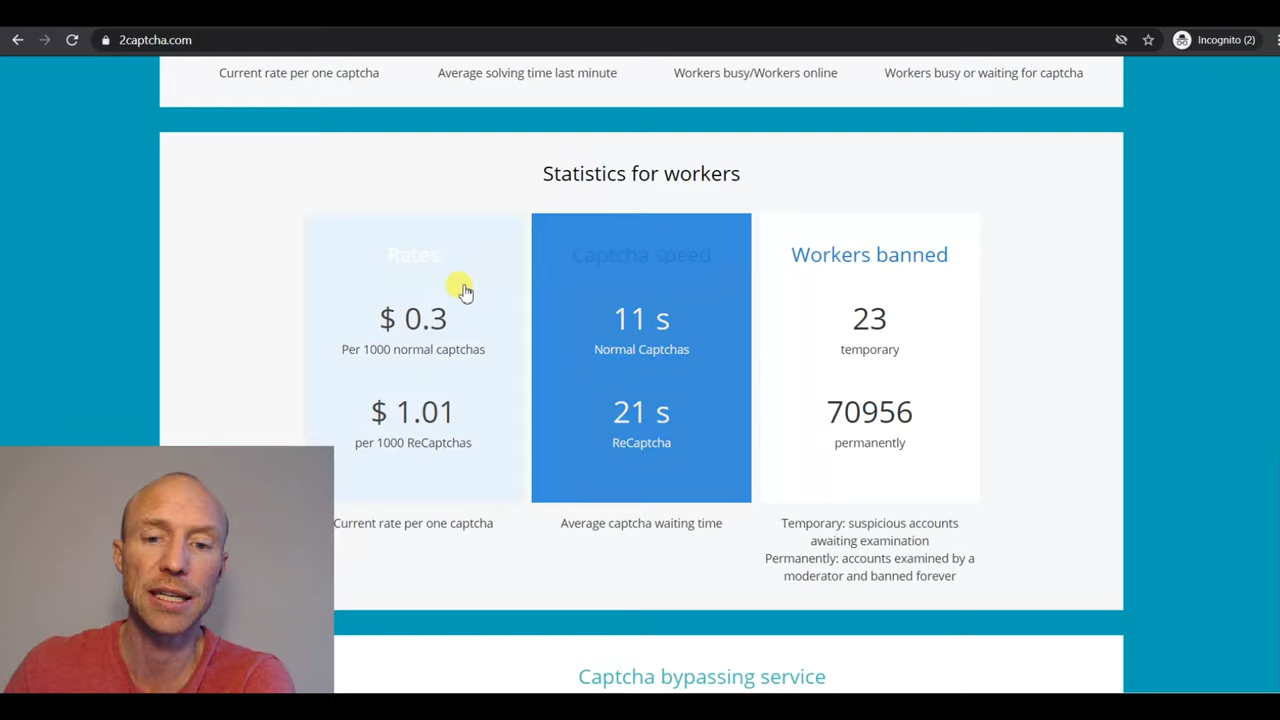 2captcha.com
Incognito (2)
Current rate per one captcha
Average solving time last minute
Workers busy/Workers online
Workers busy or waiting for captcha
Statistics for workers
Rates:
$ 0.3
Per 1000 normal captchas
$ 1.01
per 1000 ReCaptchas
Current rate per one captcha
Captcha speed
11 s
Normal Captchas
21 s
ReCaptcha
Average captcha waiting time
Workers banned
23
temporary
70956
permanently
Temporary: suspicious accounts
awaiting examination
Permanently: accounts examined by a
moderator and banned forever
Captcha bypassing service